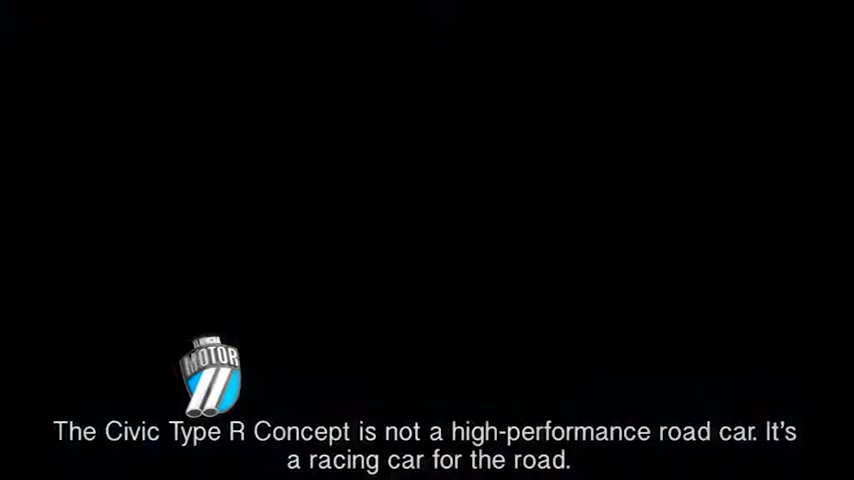 MOTOR
The Civic Type R Concept is not a high-performance road car. It's
a racing car for the road.